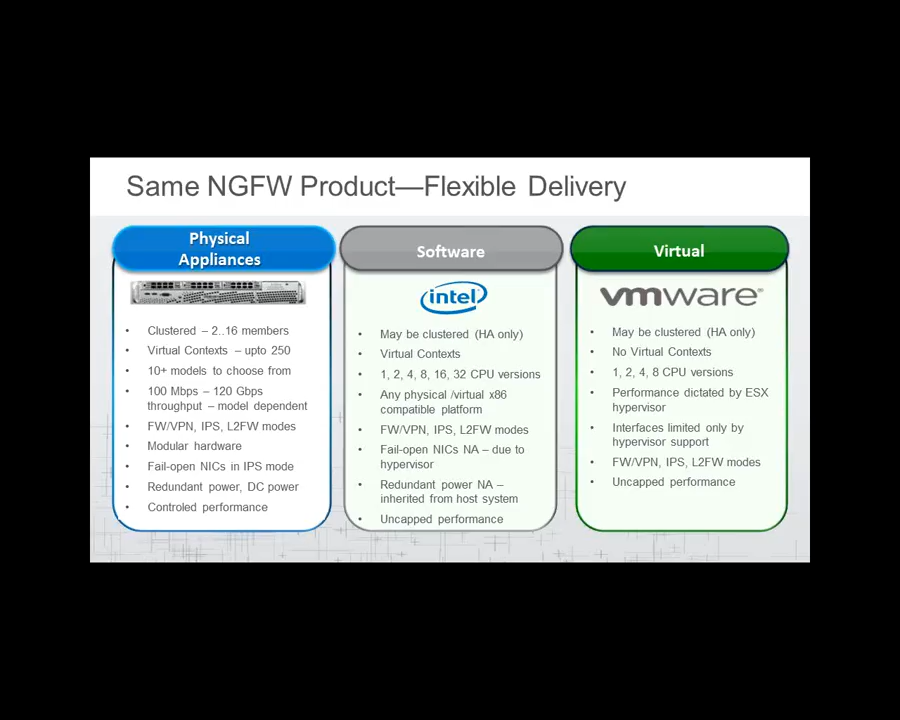 Same NGFW Product—Flexible Delivery
Physical
Appliances
• Clustered – 2..16 members
• Virtual Contexts – upto 250
• 10+ models to choose from
• 100 Mbps – 120 Gbps
throughput – model dependent
• FW/VPN, IPS, L2FW modes
• Modular hardware
• Fail-open NICs in IPS mode
• Redundant power, DC power
• Controled performance
Software
intel
• May be clustered (HA only)
• Virtual Contexts
• 1, 2, 4, 8, 16, 32 CPU versions
• Any physical /virtual x86
compatible platform
• FW/VPN, IPS, L2FW modes
• Fail-open NICs NA – due to
hypervisor
• Redundant power NA –
inherited from host system
• Uncapped performance
Virtual
vmware®
• May be clustered (HA only)
• No Virtual Contexts
• 1, 2, 4, 8 CPU versions
• Performance dictated by ESX
hypervisor
• Interfaces limited only by
hypervisor support
• FW/VPN, IPS, L2FW modes
• Uncapped performance